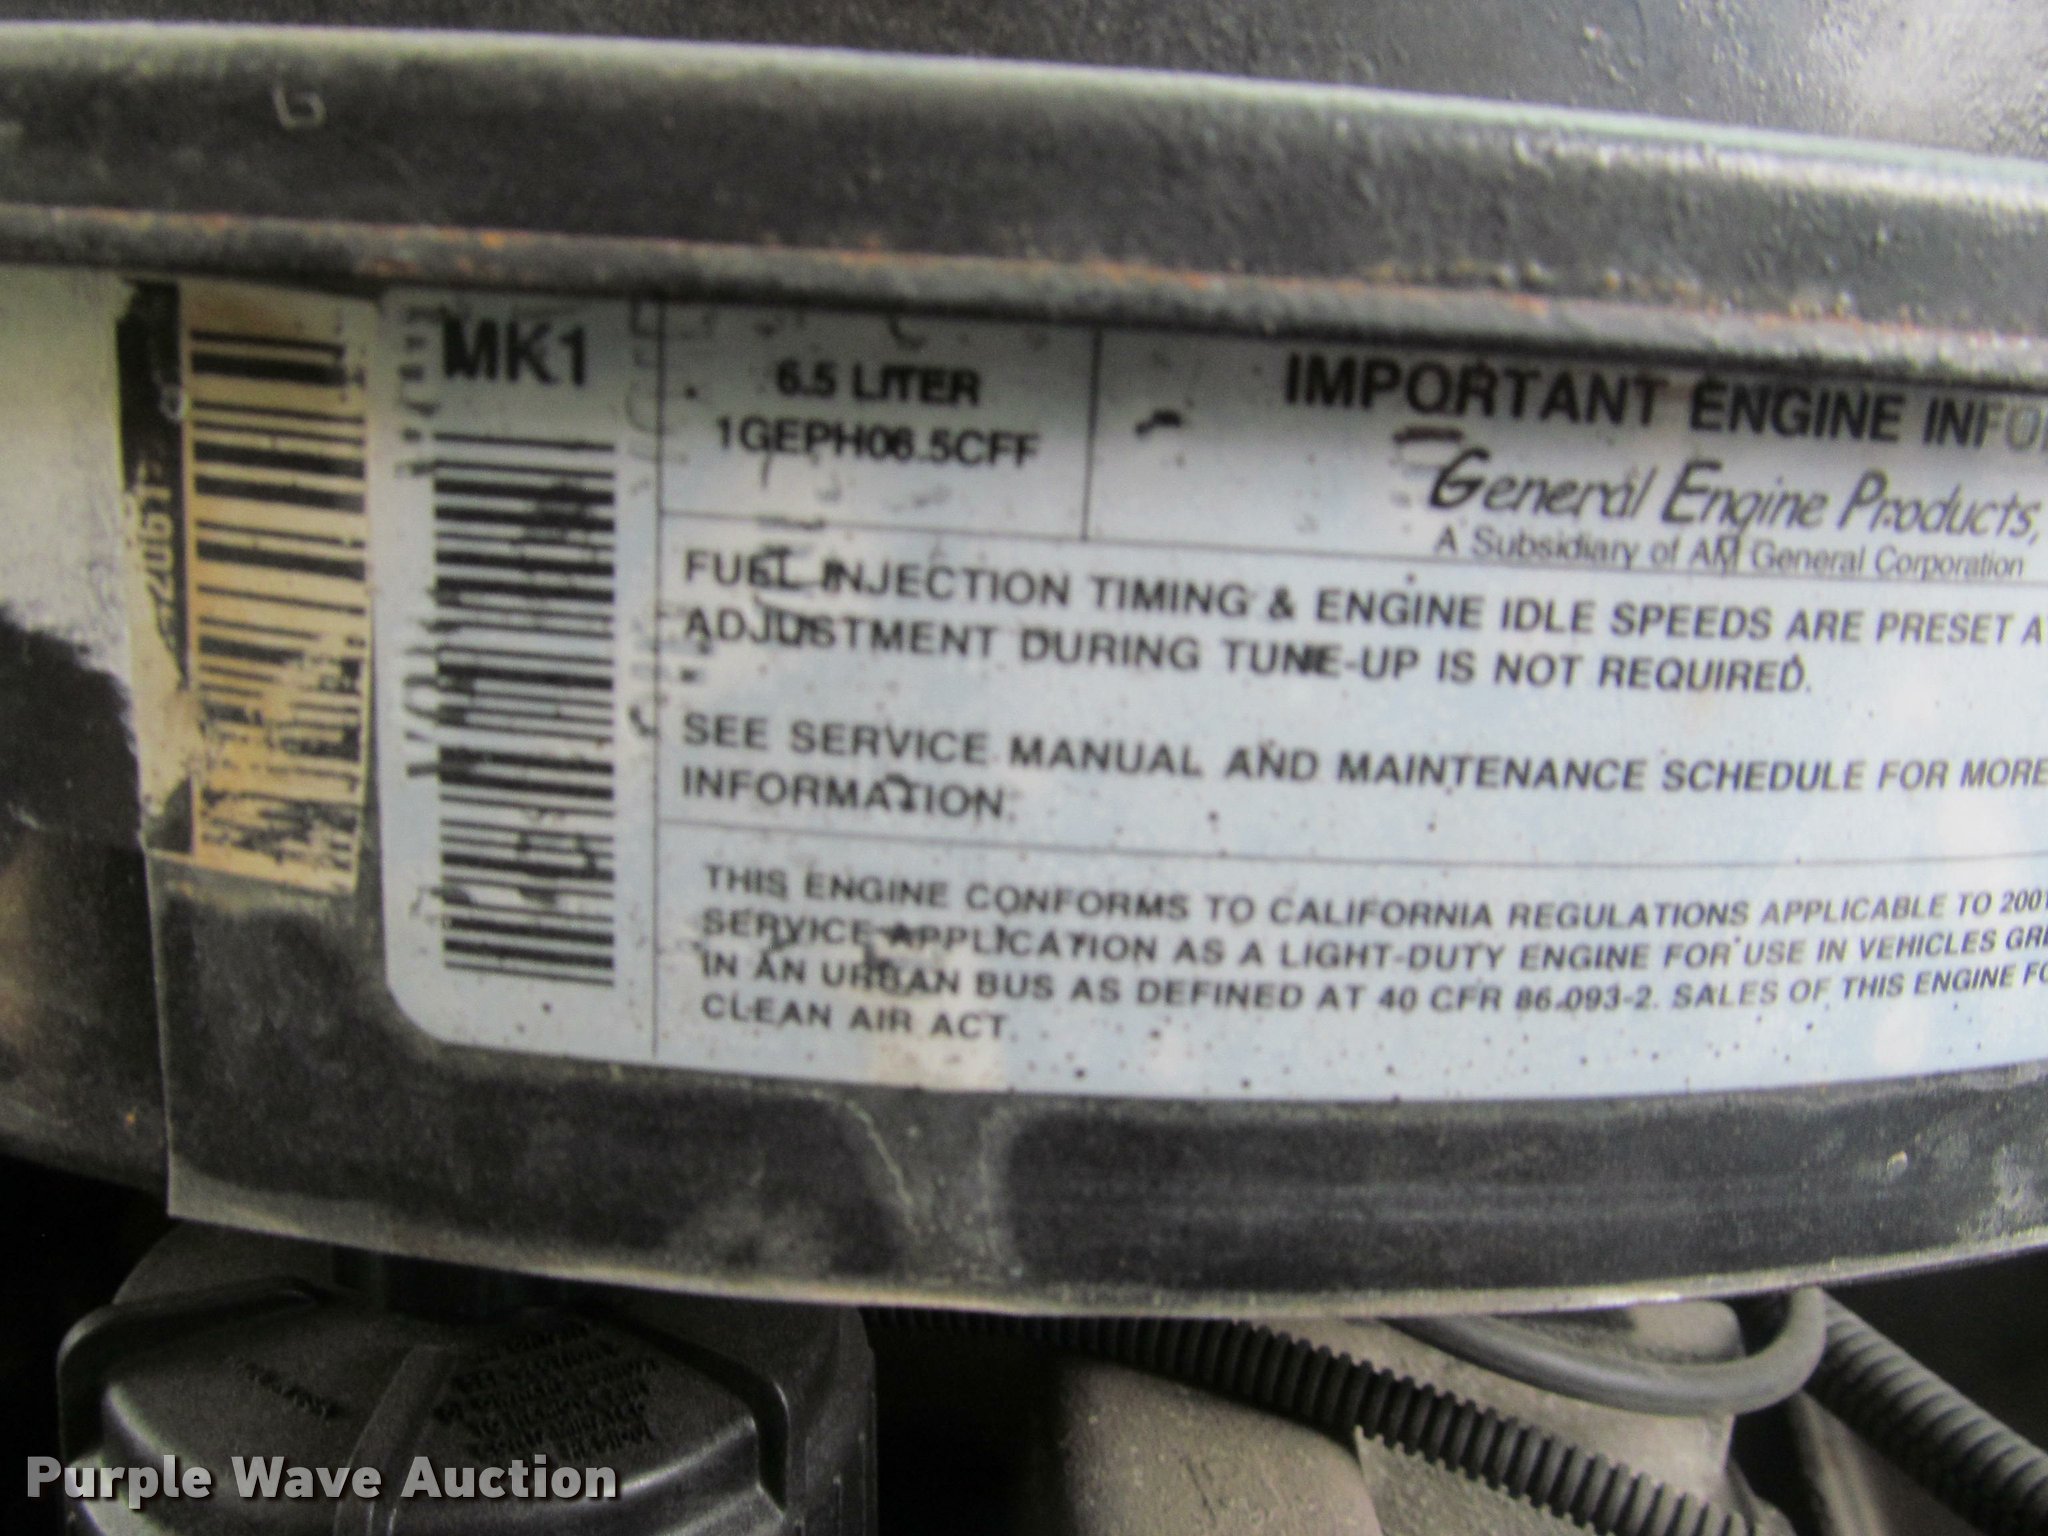 MK1
6.5 LITER
1GEPH06.5CFF
IMPORTANT ENGINE INFO
General Engine Products,
A Subsidiary of AM General Corporation
FUEL INJECTION TIMING & ENGINE IDLE SPEEDS ARE PRESET A
ADJUSTMENT DURING TUNE-UP IS NOT REQUIRED.
SEE SERVICE MANUAL AND MAINTENANCE SCHEDULE FOR MORE
INFORMATION.
THIS ENGINE CONFORMS TO CALIFORNIA REGULATIONS APPLICABLE TO 2001
SERVICE APPLICATION AS A LIGHT-DUTY ENGINE FOR USE IN VEHICLES GRE
IN AN URBAN BUS AS DEFINED AT 40 CFR 86.093-2. SALES OF THIS ENGINE FO
CLEAN AIR ACT.
Purple Wave Auction